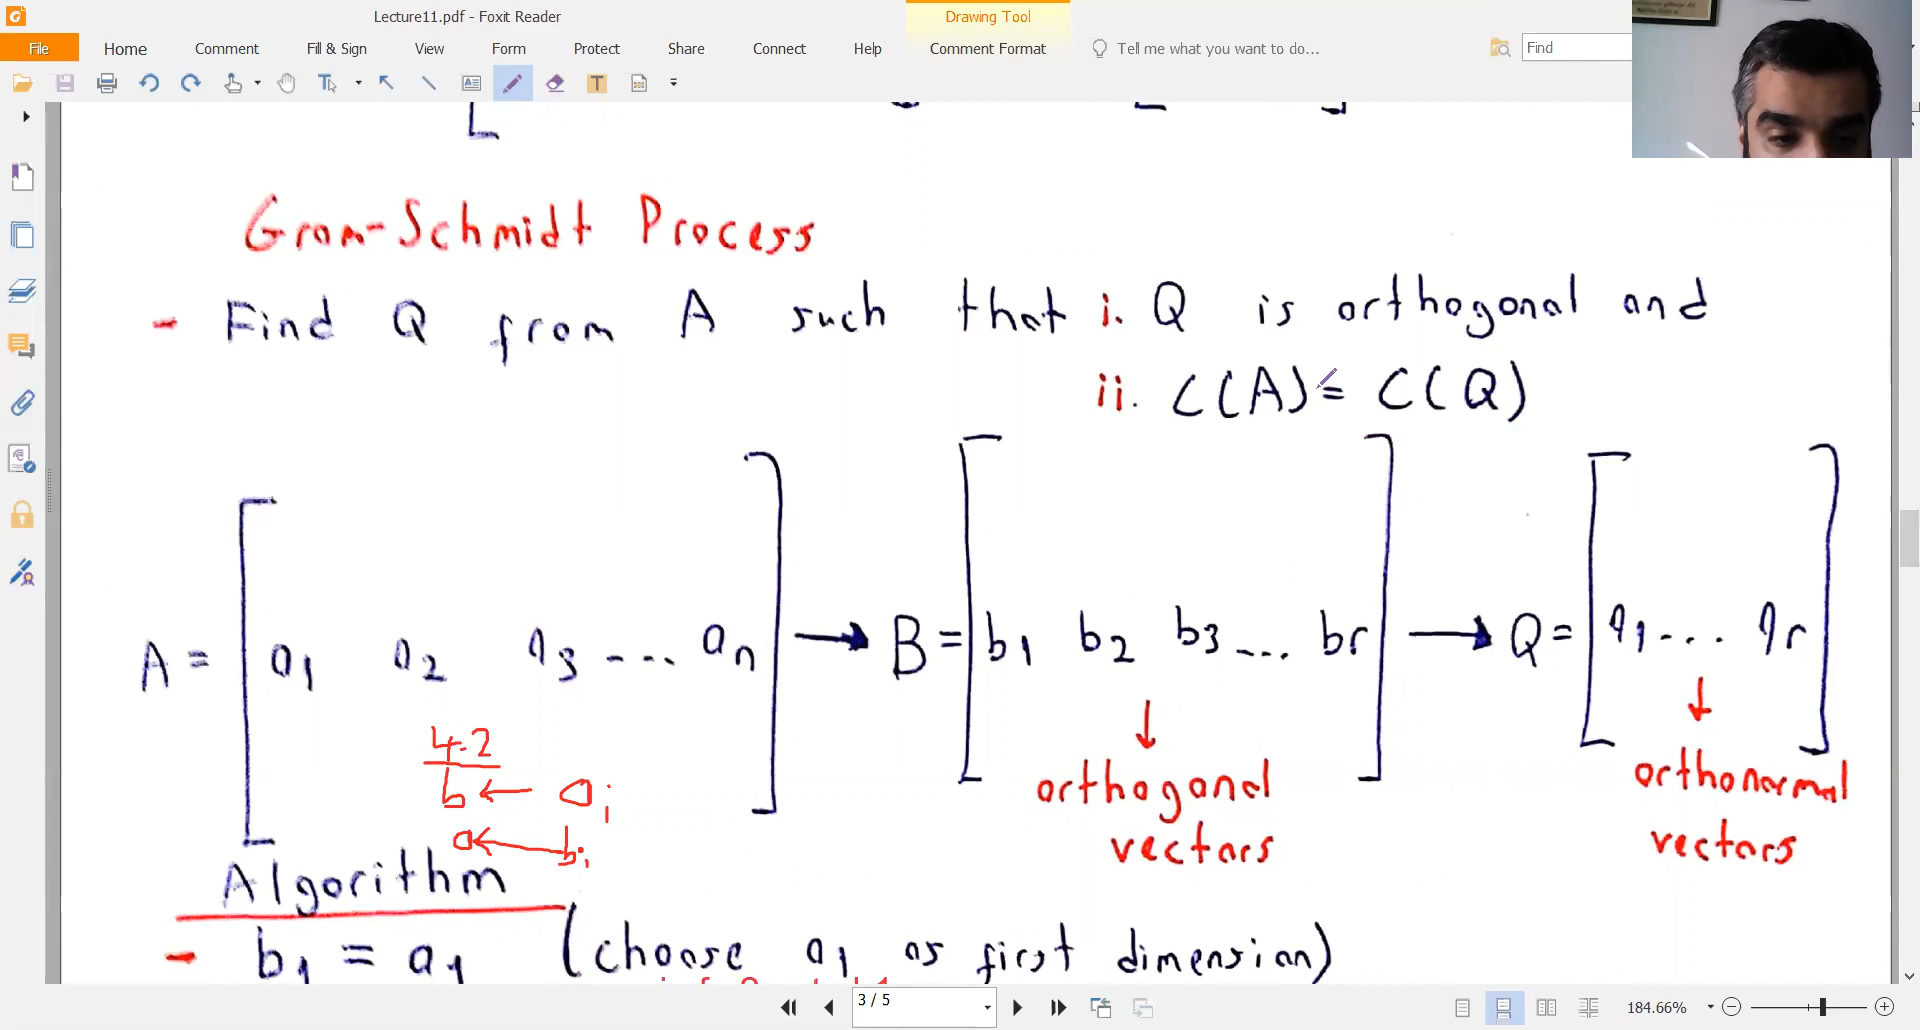 Lecture11.pdf - Foxit Reader
Drawing Tool
File Home Comment Fill & Sign View Form Protect Share Connect Help Comment Format Tell me what you want to do... Find
Gram-Schmidt Process
- Find Q from A such that i. Q is orthogonal and
ii. C(A) = C(Q)
A = [ a1 a2 a3 ---- an ] → B = [ b1 b2 b3 ---- br ] → Q = [ q1 --- qr ]
4.2
b ← ai
a ← bi
orthogonal
vectors
orthonormal
vectors
Algorithm
- b1 = a1 (choose a1 as first dimension)
3 / 5
184.66%